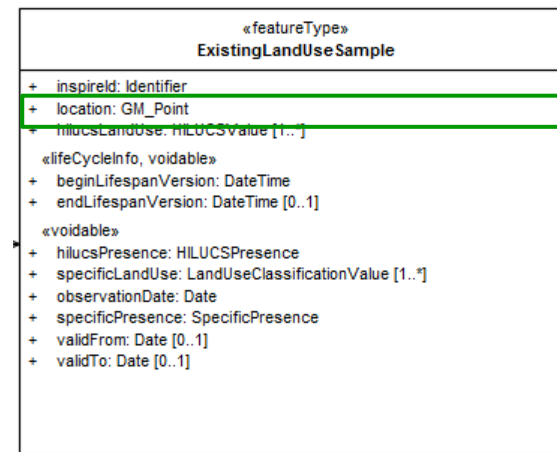 «featureType»
ExistingLandUseSample
+ inspireId: Identifier
+ location: GM_Point
+ hilucsLandUse: HILUCSValue [1..*]
«lifeCycleInfo, voidable»
+ beginLifespanVersion: DateTime
+ endLifespanVersion: DateTime [0..1]
«voidable»
+ hilucsPresence: HILUCSPresence
+ specificLandUse: LandUseClassificationValue [1..*]
+ observationDate: Date
+ specificPresence: SpecificPresence
+ validFrom: Date [0..1]
+ validTo: Date [0..1]